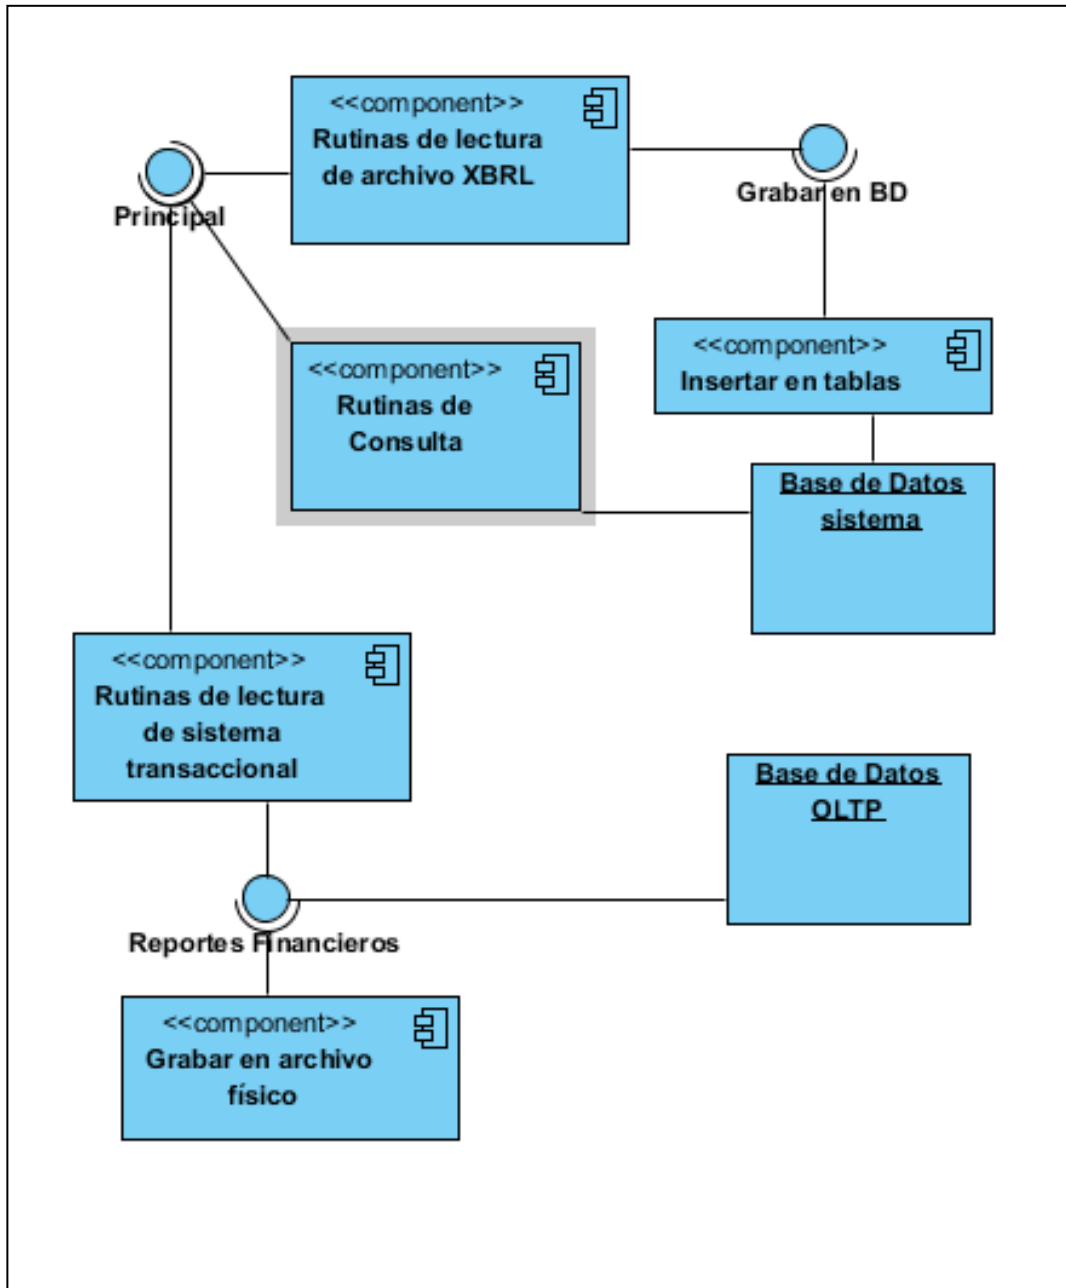 <<component>>
Rutinas de lectura
de archivo XBRL
Principal
Grabar en BD
<<component>>
Insertar en tablas
<<component>>
Rutinas de
Consulta
Base de Datos
sistema
<<component>>
Rutinas de lectura
de sistema
transaccional
Base de Datos
OLTP
Reportes Financieros
<<component>>
Grabar en archivo
físico